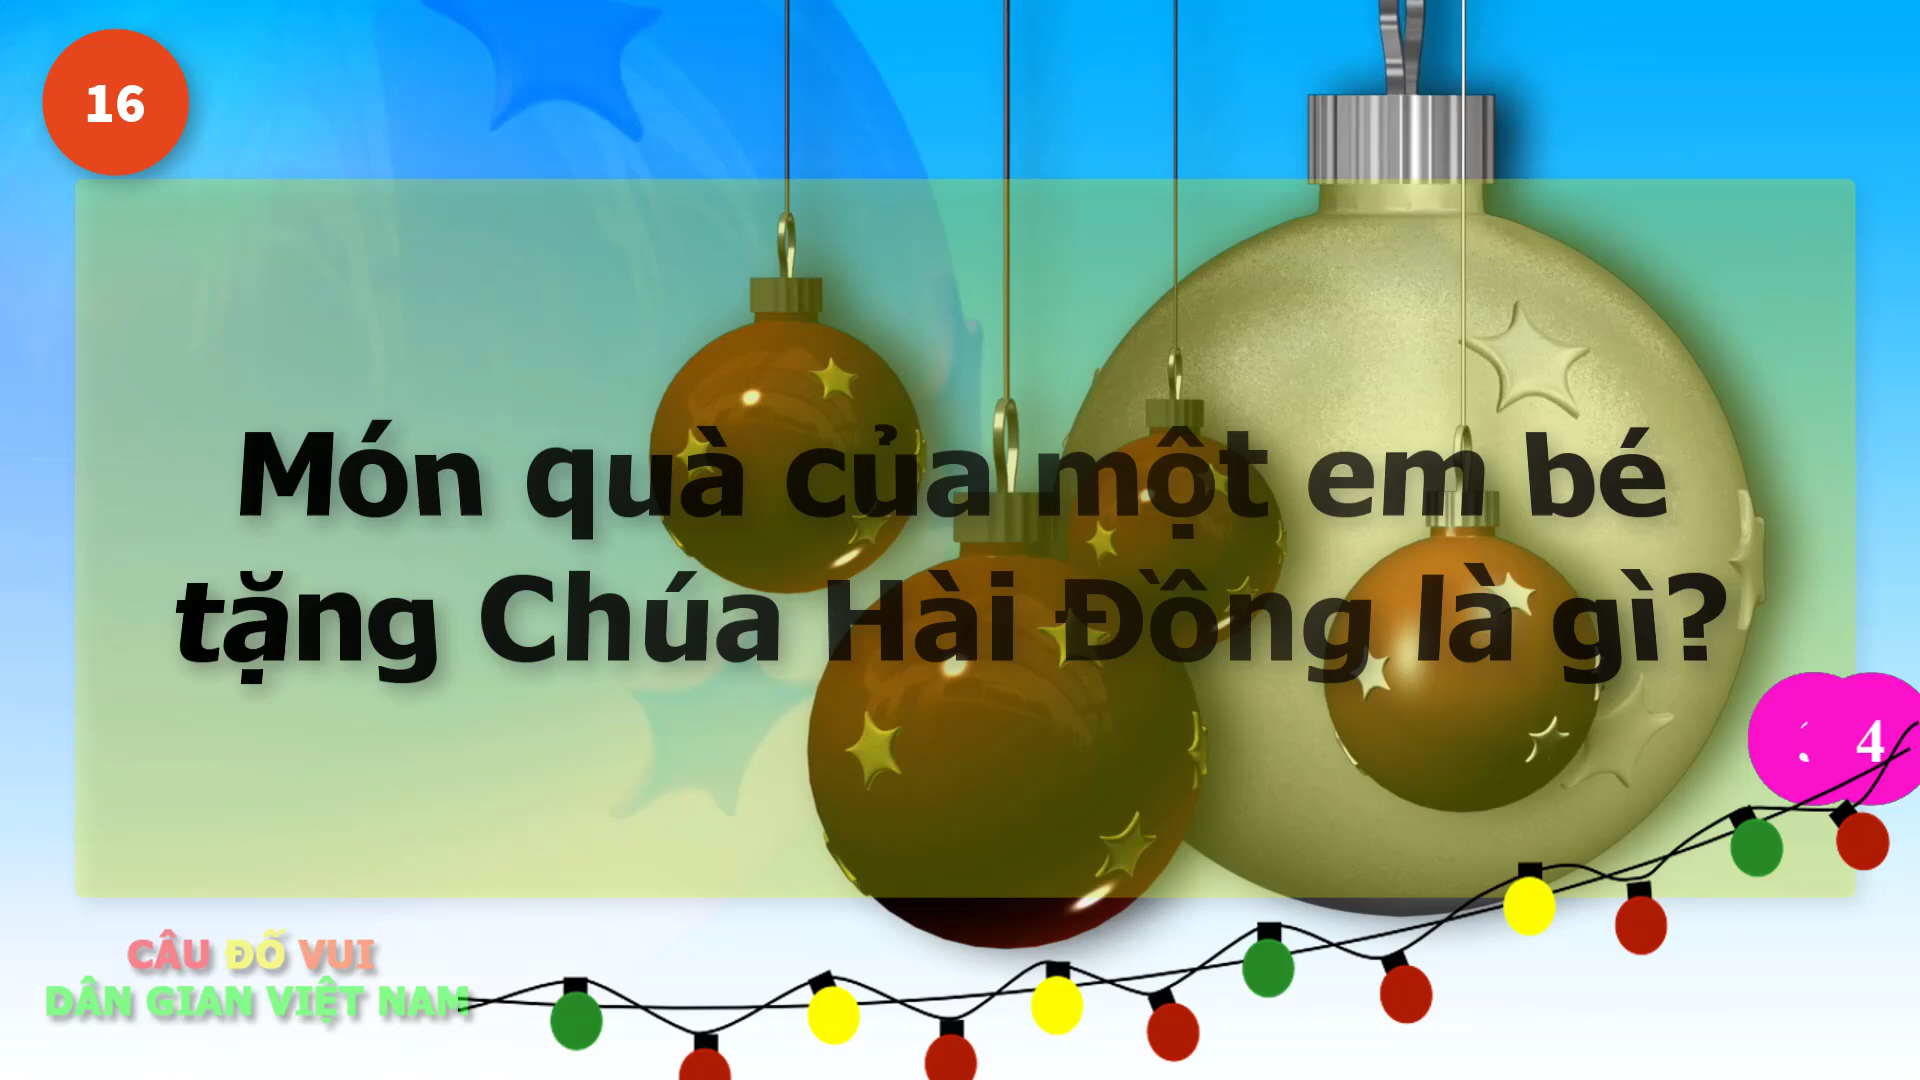 16
Món quà của một em bé
tặng Chúa Hài Đồng là gì?
4
CÂU ĐỐ VUI
DÂN GIAN VIỆT NAM